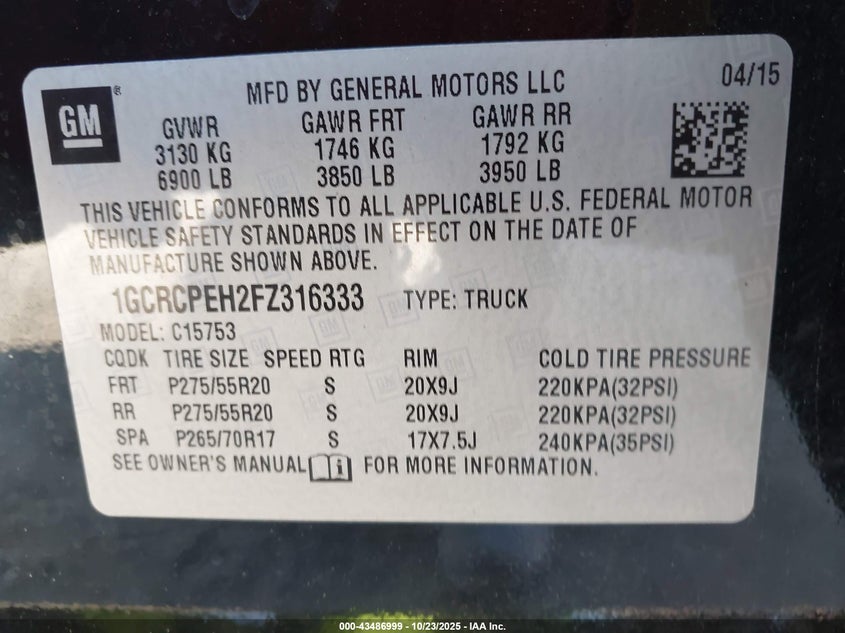 GM ®
MFD BY GENERAL MOTORS LLC
04/15
GVWR GAWR FRT GAWR RR
3130 KG 1746 KG 1792 KG
6900 LB 3850 LB 3950 LB
THIS VEHICLE CONFORMS TO ALL APPLICABLE U.S. FEDERAL MOTOR
VEHICLE SAFETY STANDARDS IN EFFECT ON THE DATE OF
MANUFACTURE SHOWN ABOVE.
1GCRCPEH2FZ316333 TYPE: TRUCK
MODEL: C15753
CQDK TIRE SIZE SPEED RTG RIM COLD TIRE PRESSURE
FRT P275/55R20 S 20X9J 220KPA(32PSI)
RR P275/55R20 S 20X9J 220KPA(32PSI)
SPA P265/70R17 S 17X7.5J 240KPA(35PSI)
SEE OWNER'S MANUAL i FOR MORE INFORMATION.
000-43486999 - 10/23/2025 - IAA Inc.